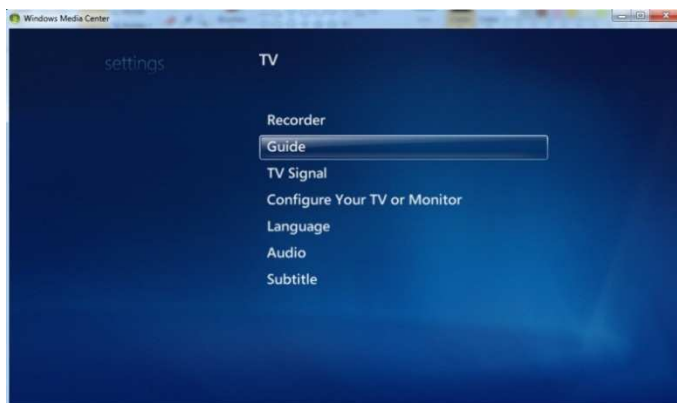 Windows Media Center
settings
TV
Recorder
Guide
TV Signal
Configure Your TV or Monitor
Language
Audio
Subtitle